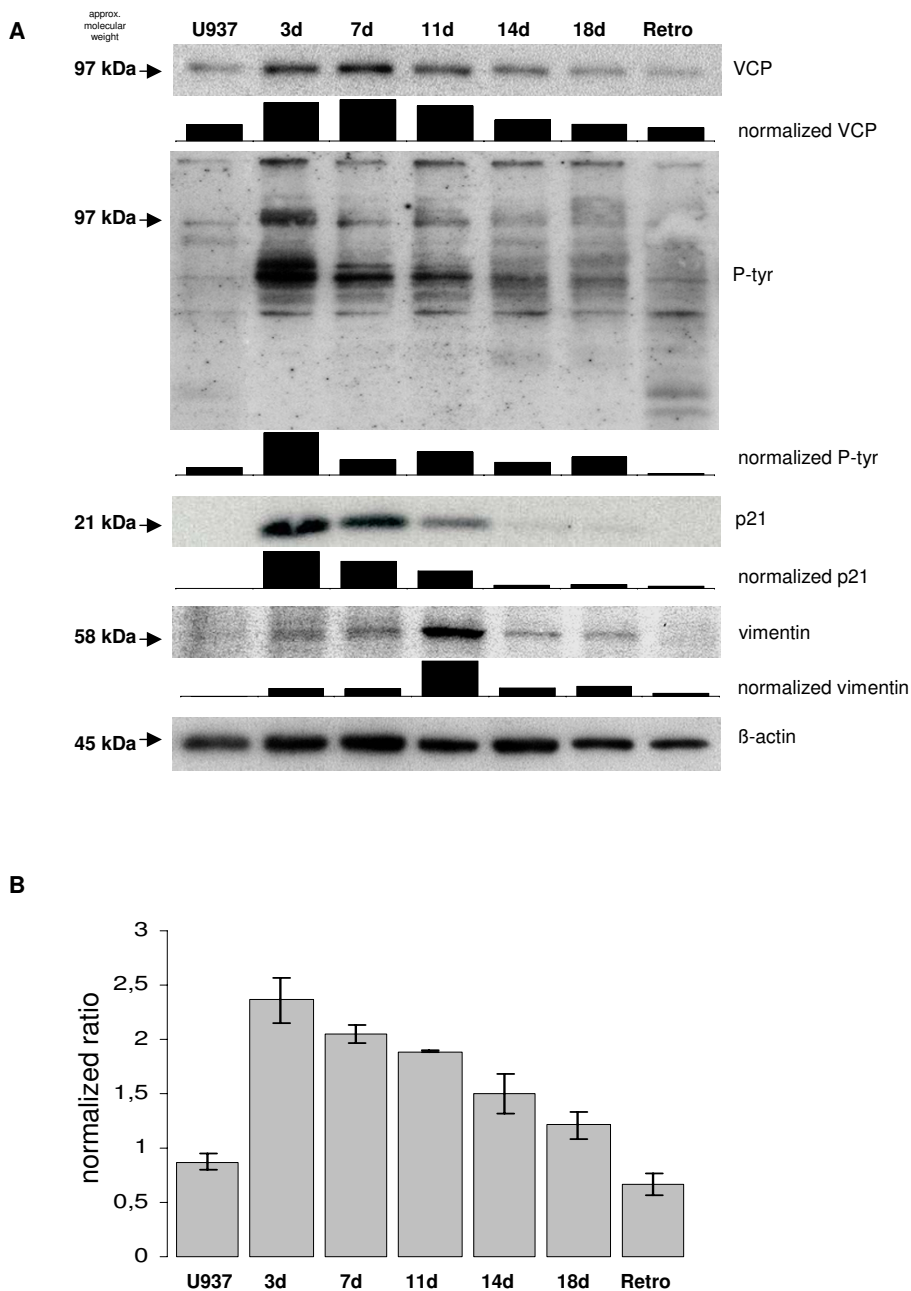 A
approx.
molecular
weight
U937 3d 7d 11d 14d 18d Retro
97 kDa VCP
normalized VCP
97 kDa
P-tyr
normalized P-tyr
21 kDa p21
normalized p21
58 kDa vimentin
normalized vimentin
45 kDa ß-actin
B
normalized ratio
3
2,5
2
1,5
1
0,5
0
U937 3d 7d 11d 14d 18d Retro